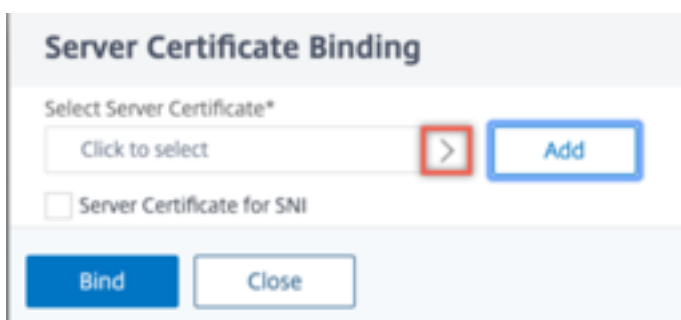 Server Certificate Binding
Select Server Certificate*
Click to select
Add
Server Certificate for SNI
Bind
Close